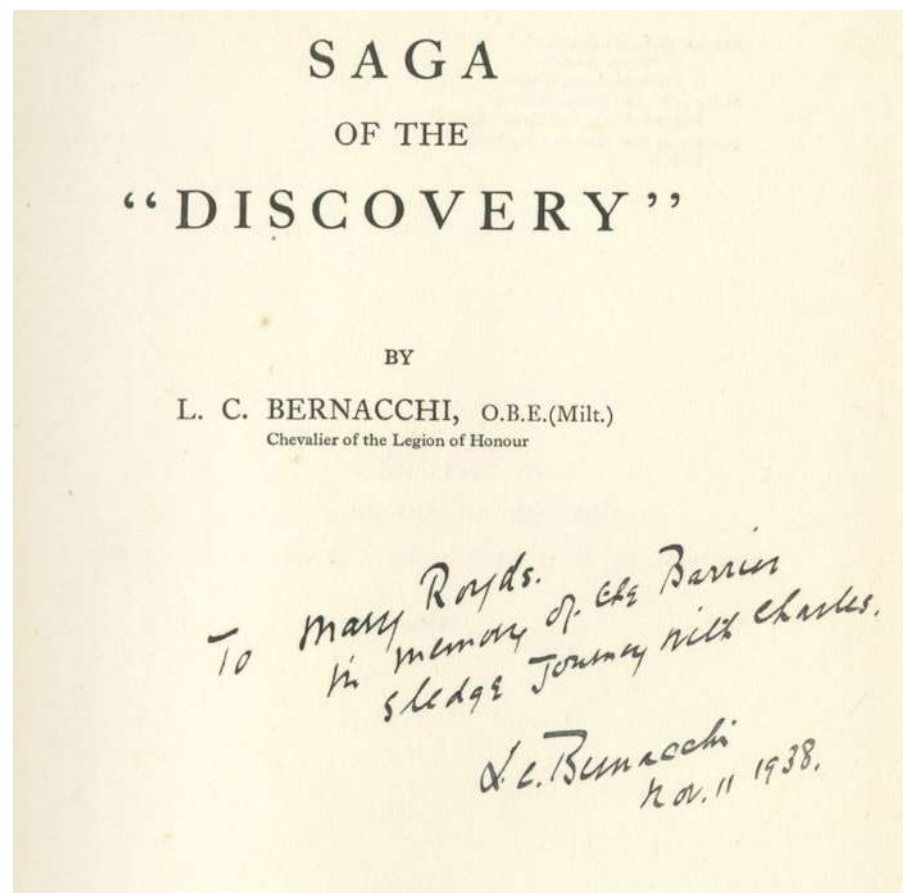 SAGA
OF THE
“DISCOVERY”
BY
L. C. BERNACCHI, O.B.E.(Milt.)
Chevalier of the Legion of Honour
To Mary Royds.
in memory of the Barrier
sledge Journey with Charles.
L.C. Bernacchi
Nov. 11 1938.